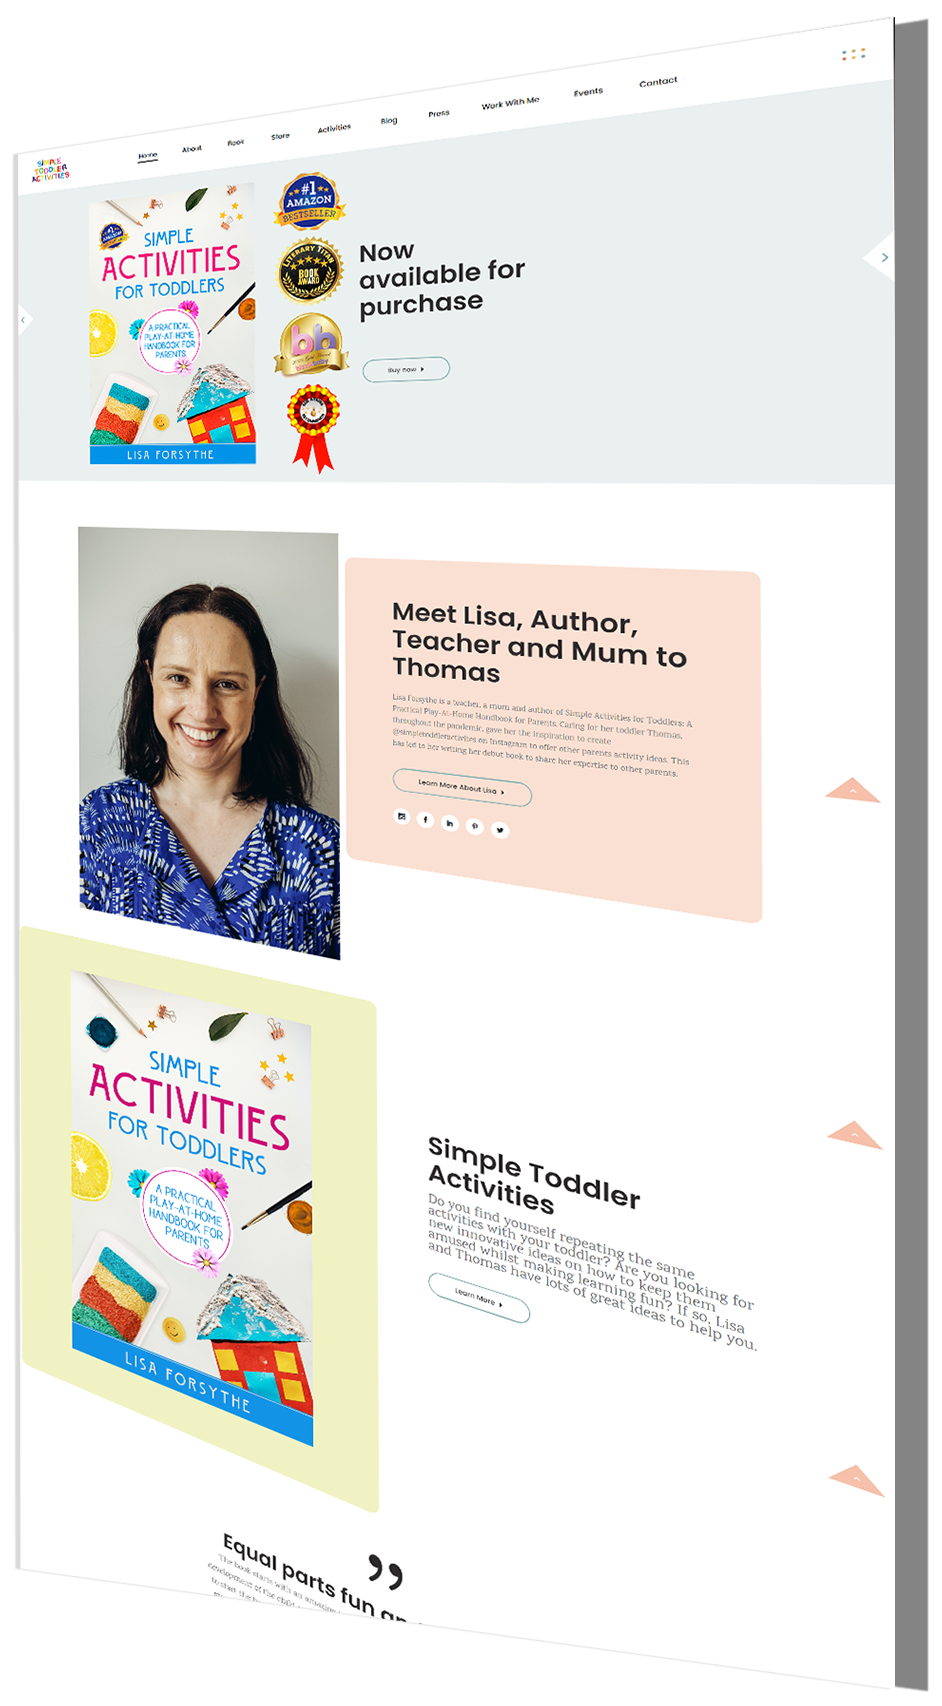 SIMPLE
TODDLER
ACTIVITIES
Home About Book Store Activities Blog Press Work With Me Events Contact
#1
AMAZON
BESTSELLER
SIMPLE
ACTIVITIES
FOR TODDLERS
A PRACTICAL
PLAY-AT-HOME
HANDBOOK FOR
PARENTS
LISA FORSYTHE
#1
AMAZON
BESTSELLER
LITERARY TITAN
BOOK
AWARD
bb
Now
available for
purchase
Buy now
Meet Lisa, Author,
Teacher and Mum to
Thomas
Lisa Forsythe is a teacher, a mum and author of Simple Activities for Toddlers: A
Practical Play-At-Home Handbook for Parents. Caring for her toddler Thomas,
throughout the pandemic, gave her the inspiration to create
@simpletoddleractivites on Instagram to offer other parents activity ideas. This
has led to her writing her debut book to share her expertise to other parents.
Learn More About Lisa
SIMPLE
ACTIVITIES
FOR TODDLERS
A PRACTICAL
PLAY-AT-HOME
HANDBOOK FOR
PARENTS
LISA FORSYTHE
Simple Toddler
Activities
Do you find yourself repeating the same
activities with your toddler? Are you looking for
new innovative ideas on how to keep them
amused whilst making learning fun? If so, Lisa
and Thomas have lots of great ideas to help you.
Learn More
”
Equal parts fun an
The book starts with an amazing
development of the child
to start the